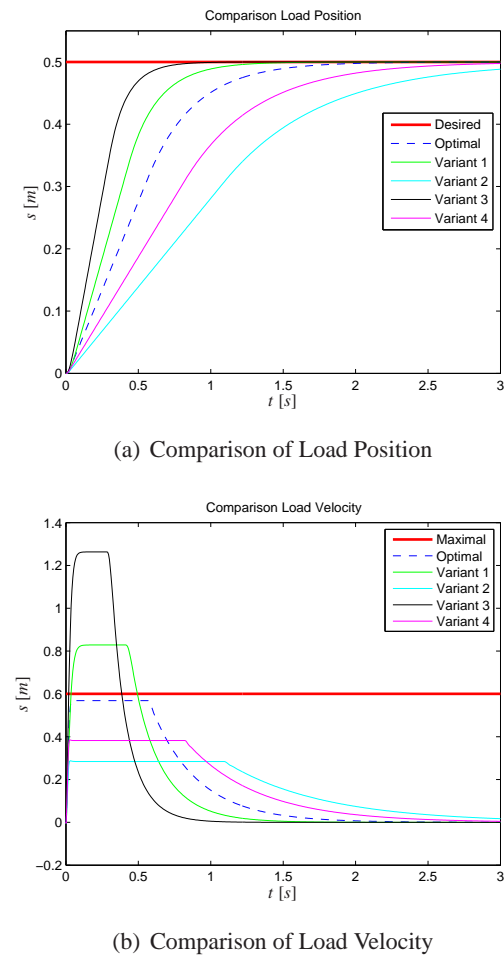 Comparison Load Position
0.5
0.4
0.3
0.2
0.1
0
s [m]
Desired
Optimal
Variant 1
Variant 2
Variant 3
Variant 4
0 0.5 1 1.5 2 2.5 3
t [s]
(a) Comparison of Load Position
Comparison Load Velocity
1.4
1.2
1
0.8
0.6
0.4
0.2
0
−0.2
s [m]
Maximal
Optimal
Variant 1
Variant 2
Variant 3
Variant 4
0 0.5 1 1.5 2 2.5 3
t [s]
(b) Comparison of Load Velocity